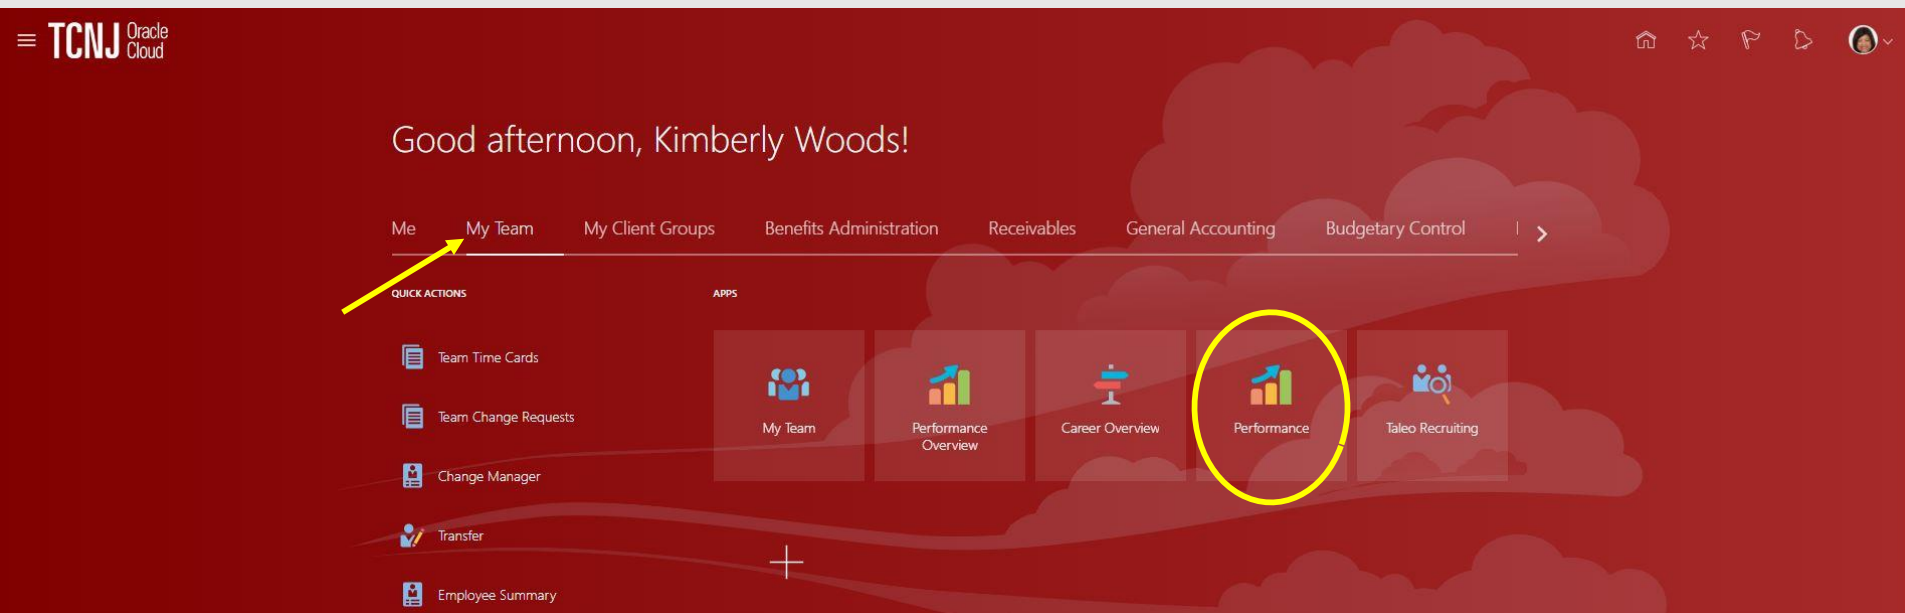 TCNJ Oracle Cloud
Good afternoon, Kimberly Woods!
Me My Team My Client Groups Benefits Administration Receivables General Accounting Budgetary Control
QUICK ACTIONS
APPS
Team Time Cards
Team Change Requests
Change Manager
Transfer
Employee Summary
My Team
Performance
Overview
Career Overview
Performance
Taleo Recruiting